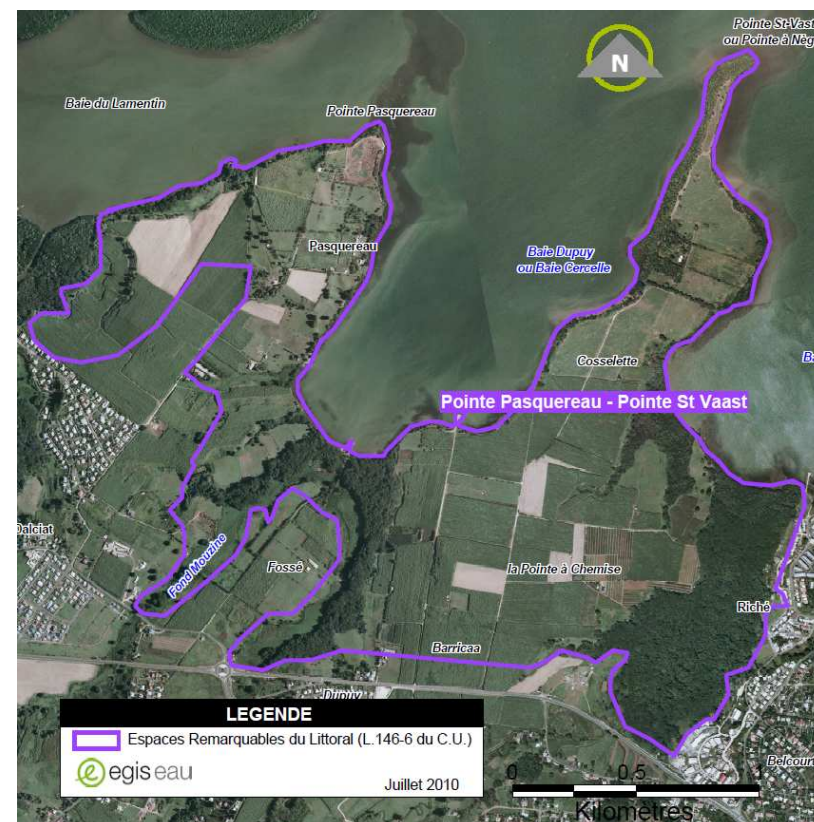 Pointe St-Vast
ou Pointe à Nèg
N
Baie du Lamentin
Pointe Pasquereau
Pasquereau
Baie Dupuy
ou Baie Cercelle
Cosselette
Ba
Pointe Pasquereau - Pointe St Vaast
Dalciat
Fond Mouzine
Fossé
la Pointe à Chemise
Riché
Barricaa
Dupuy
LEGENDE
Espaces Remarquables du Littoral (L.146-6 du C.U.)
egis eau
Juillet 2010
Belcourt
0 0,5 1
Kilomètres